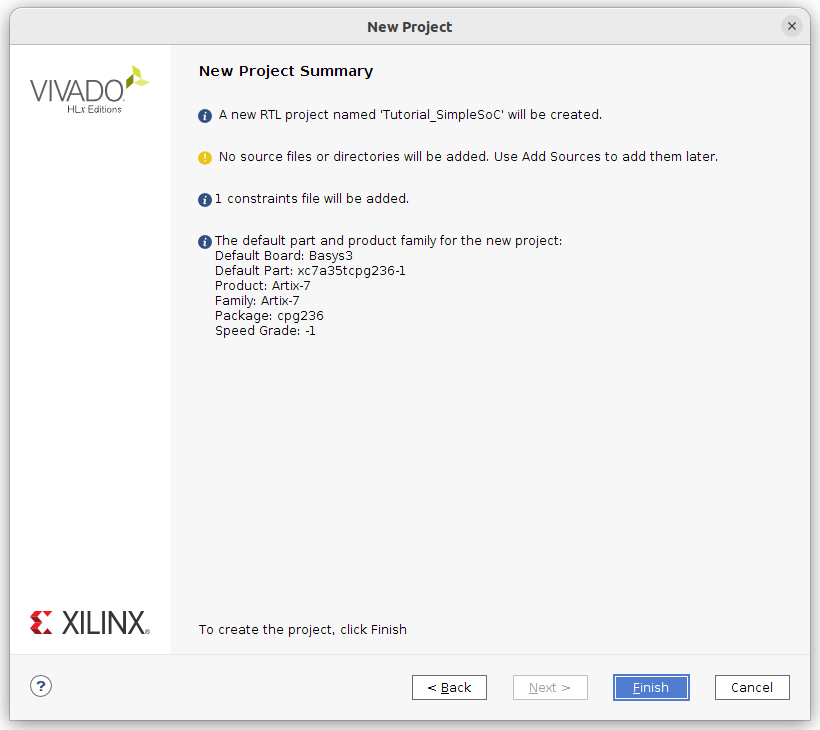 New Project
VIVADO.
HLx Editions
New Project Summary
A new RTL project named 'Tutorial_SimpleSoC' will be created.
No source files or directories will be added. Use Add Sources to add them later.
1 constraints file will be added.
The default part and product family for the new project:
Default Board: Basys3
Default Part: xc7a35tcpg236-1
Product: Artix-7
Family: Artix-7
Package: cpg236
Speed Grade: -1
XILINX®
To create the project, click Finish
? < Back Next > Finish Cancel